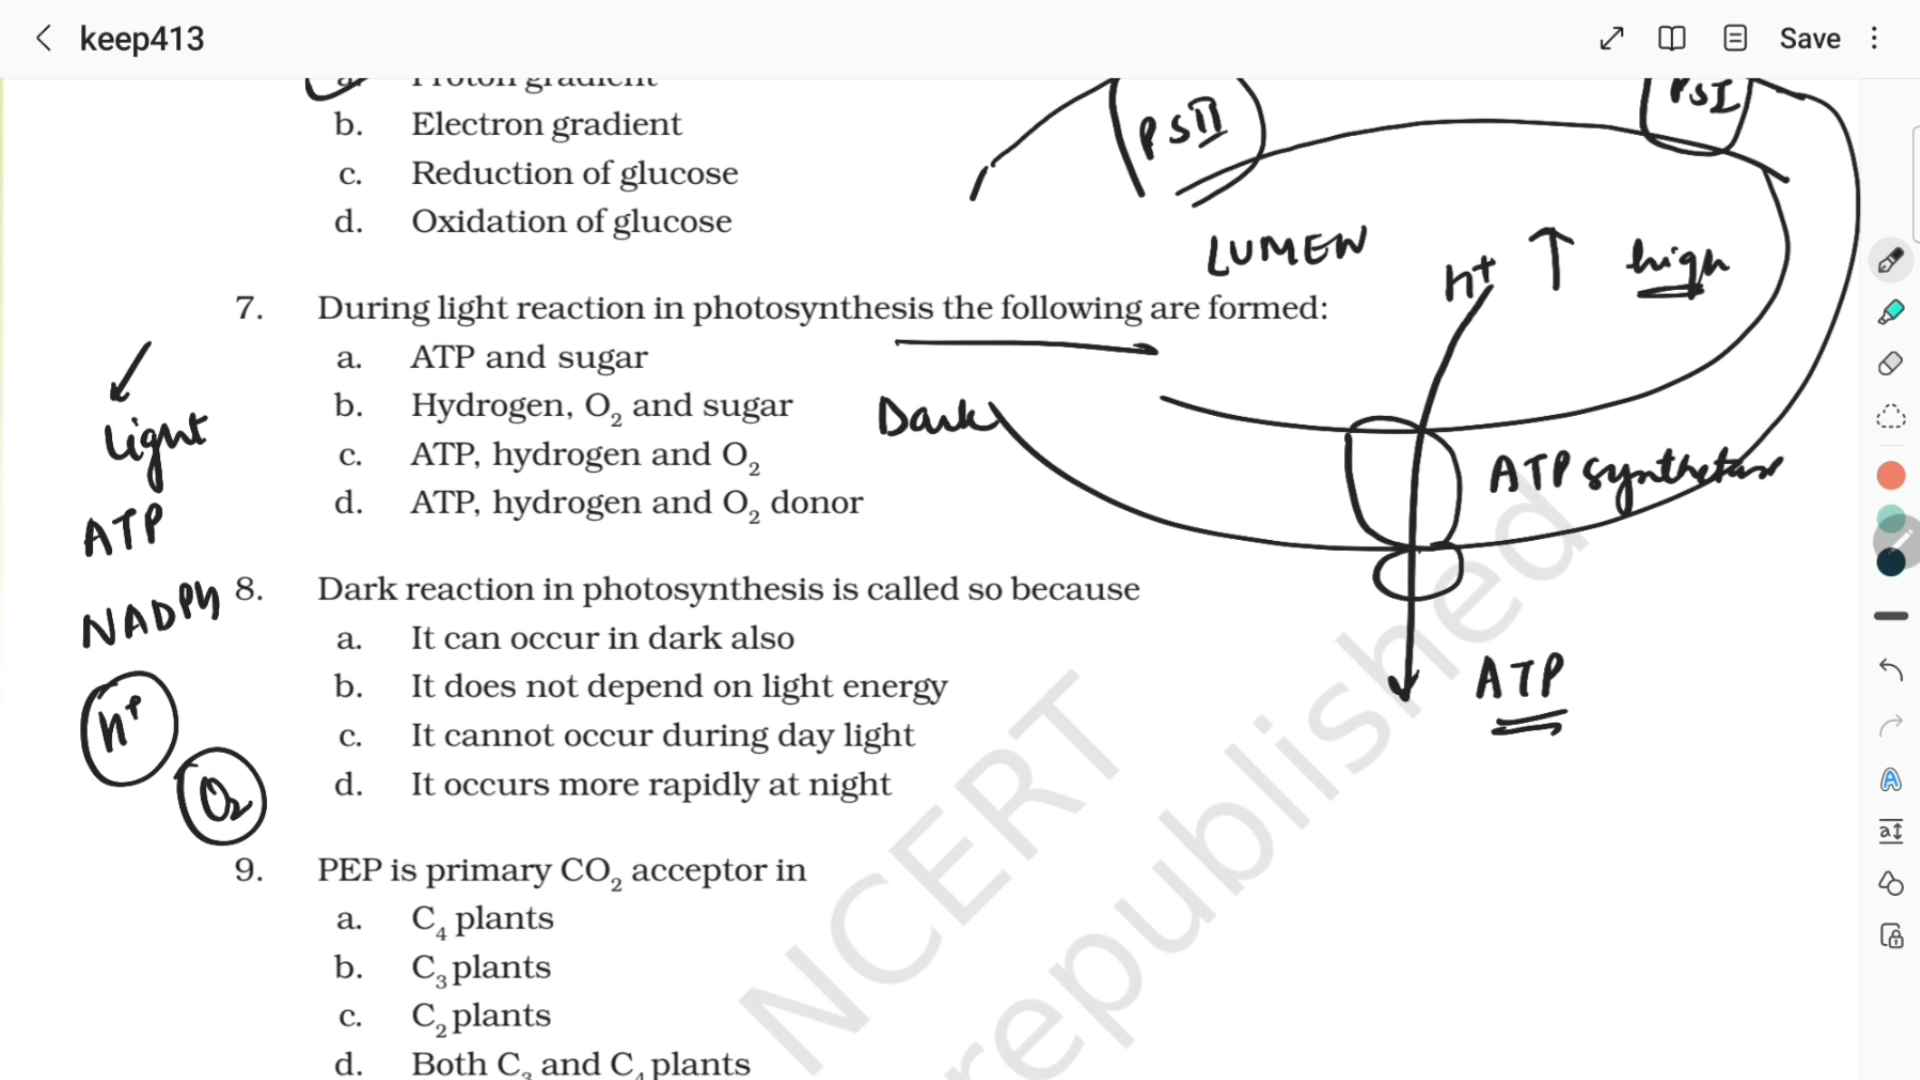 keep413
Save
a. Proton gradient
b. Electron gradient
c. Reduction of glucose
d. Oxidation of glucose
PSII
PSI
LUMEN
H+ ↑ high
7. During light reaction in photosynthesis the following are formed:
a. ATP and sugar
b. Hydrogen, O₂ and sugar
c. ATP, hydrogen and O₂
d. ATP, hydrogen and O₂ donor
Light
ATP
NADPH
H+
O₂
Dark
ATP synthetase
ATP
8. Dark reaction in photosynthesis is called so because
a. It can occur in dark also
b. It does not depend on light energy
c. It cannot occur during day light
d. It occurs more rapidly at night
9. PEP is primary CO₂ acceptor in
a. C₄ plants
b. C₃ plants
c. C₂ plants
d. Both C₃ and C₄ plants
NCERT
republished